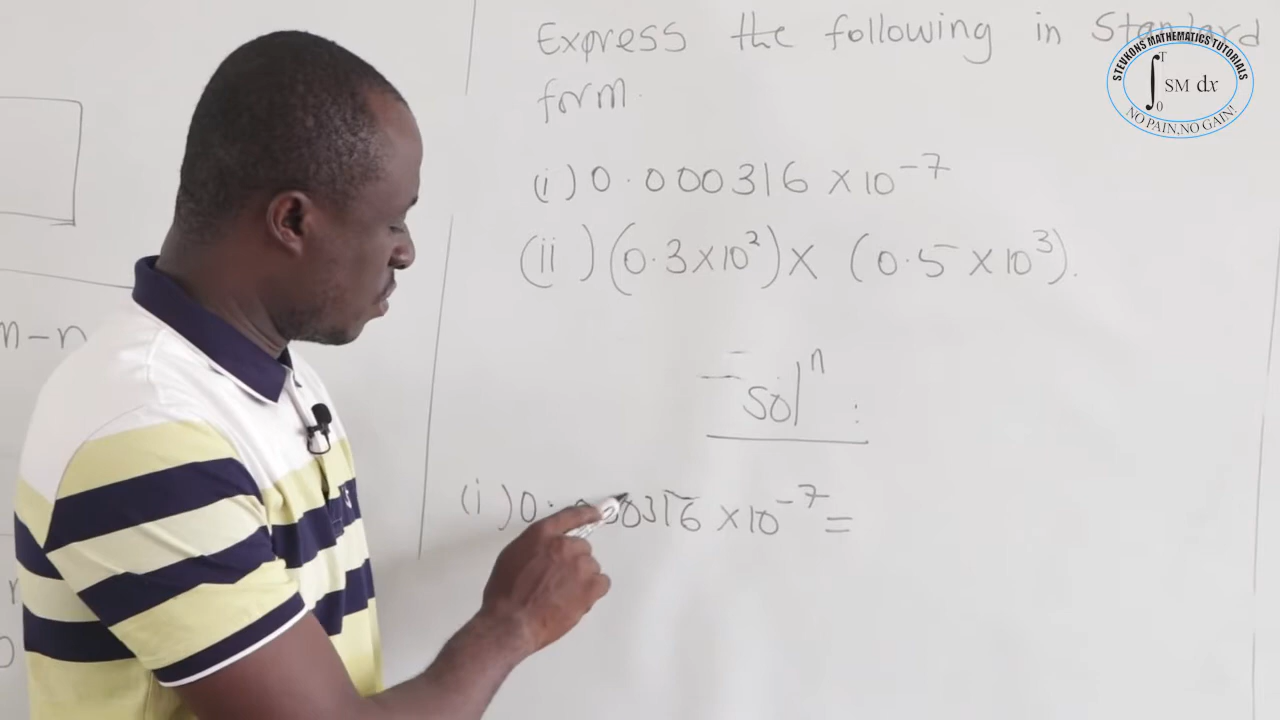 Express the following in Standard
form.
(i) 0.000316 × 10⁻⁷
(ii) (0.3×10²) × (0.5 × 10³).
Solⁿ:
(i) 0.000316 ×10⁻⁷ =
m-n
STEVKONS MATHEMATICS TUTORIALS
∫₀ᵀ SM dx
NO PAIN,NO GAIN!